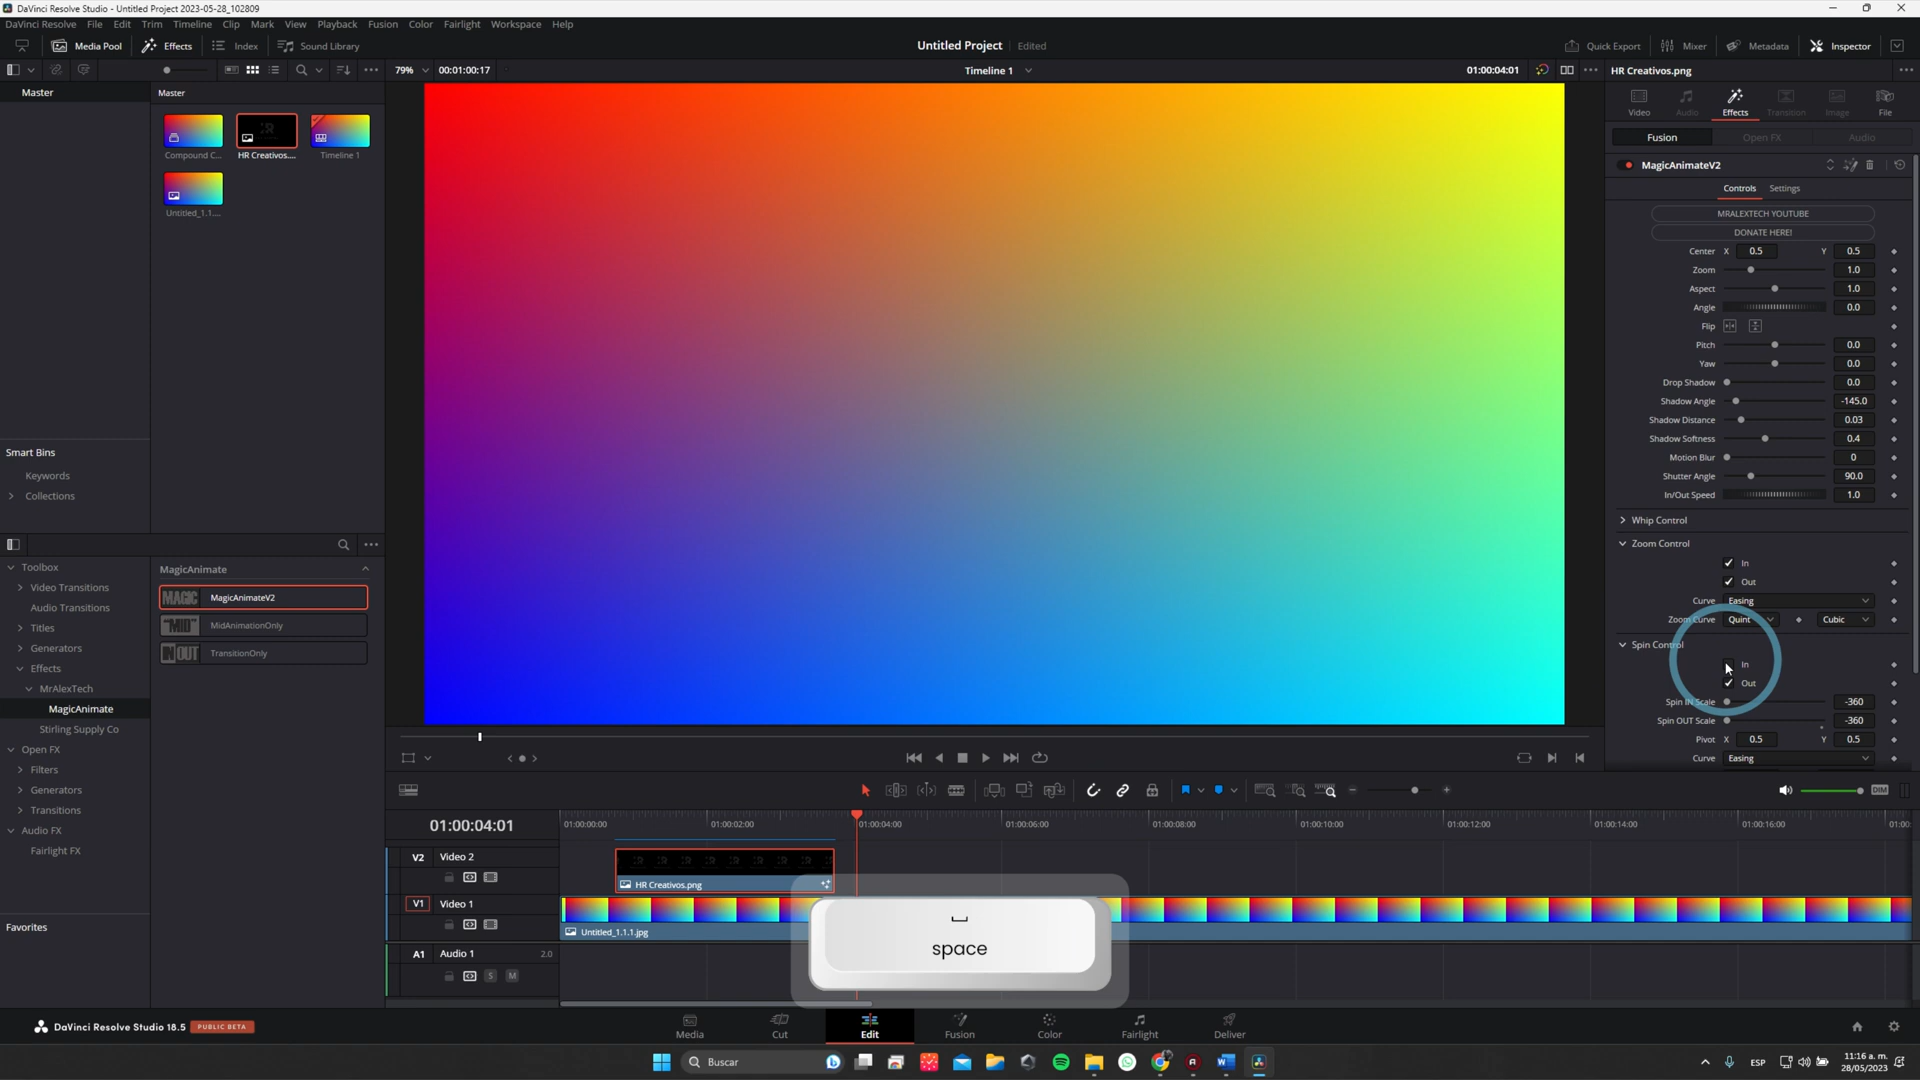 DaVinci Resolve Studio - Untitled Project 2023-05-28_102809
DaVinci Resolve File Edit Trim Timeline Clip Mark View Playback Fusion Color Fairlight Workspace Help
Media Pool Effects Index Sound Library
Untitled Project Edited
Quick Export Mixer Metadata Inspector
79% 00:01:00:17
Timeline 1
01:00:04:01
HR Creativos.png
Master
Master
Compound C...
HR Creativos....
Timeline 1
Untitled_1.1....
Video Audio Effects Transition Image File
Fusion Open FX Audio
MagicAnimateV2
Controls Settings
MRALEXTECH YOUTUBE
DONATE HERE!
Center X 0.5 Y 0.5
Zoom 1.0
Aspect 1.0
Angle 0.0
Flip
Pitch 0.0
Yaw 0.0
Drop Shadow 0.0
Shadow Angle -145.0
Shadow Distance 0.03
Shadow Softness 0.4
Motion Blur 0
Shutter Angle 90.0
In/Out Speed 1.0
Whip Control
Zoom Control
In
Out
Curve Easing
Zoom Curve Quint Cubic
Spin Control
In
Out
Spin IN Scale -360
Spin OUT Scale -360
Pivot X 0.5 Y 0.5
Curve Easing
Smart Bins
Keywords
Collections
Toolbox
Video Transitions
Audio Transitions
Titles
Generators
Effects
MrAlexTech
MagicAnimate
Stirling Supply Co
Open FX
Filters
Generators
Transitions
Audio FX
Fairlight FX
Favorites
MagicAnimate
MAGIC MagicAnimateV2
"MID" MidAnimationOnly
INOUT TransitionOnly
DIM
01:00:04:01
01:00:00:00 01:00:02:00 01:00:04:00 01:00:06:00 01:00:08:00 01:00:10:00 01:00:12:00 01:00:14:00 01:00:16:00 01:00:
V2 Video 2
HR Creativos.png
V1 Video 1
Untitled_1.1.1.jpg
A1 Audio 1 2.0
S M
space
DaVinci Resolve Studio 18.5 PUBLIC BETA
Media Cut Edit Fusion Color Fairlight Deliver
Buscar
ESP
11:16 a. m.
28/05/2023